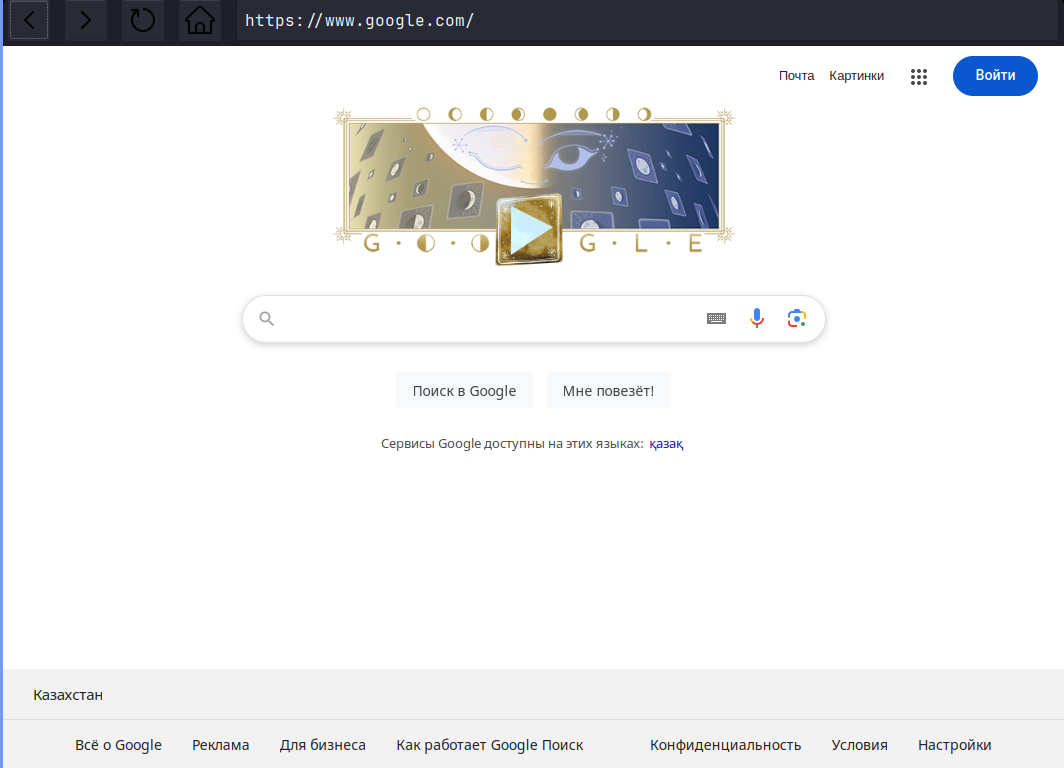 https://www.google.com/
Почта Картинки Войти
G · O O G L E
Поиск в Google Мне повезёт!
Сервисы Google доступны на этих языках: қазақ
Казахстан
Всё о Google Реклама Для бизнеса Как работает Google Поиск Конфиденциальность Условия Настройки